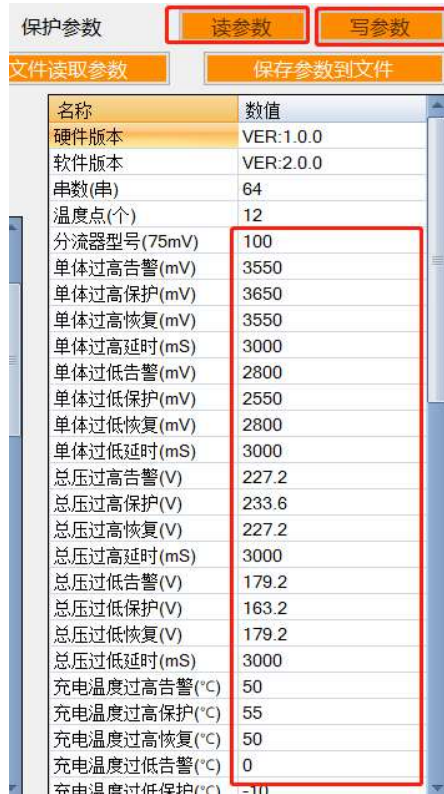 保护参数 读参数 写参数
文件读取参数 保存参数到文件
名称 数值
硬件版本 VER:1.0.0
软件版本 VER:2.0.0
串数(串) 64
温度点(个) 12
分流器型号(75mV) 100
单体过高告警(mV) 3550
单体过高保护(mV) 3650
单体过高恢复(mV) 3550
单体过高延时(mS) 3000
单体过低告警(mV) 2800
单体过低保护(mV) 2550
单体过低恢复(mV) 2800
单体过低延时(mS) 3000
总压过高告警(V) 227.2
总压过高保护(V) 233.6
总压过高恢复(V) 227.2
总压过高延时(mS) 3000
总压过低告警(V) 179.2
总压过低保护(V) 163.2
总压过低恢复(V) 179.2
总压过低延时(mS) 3000
充电温度过高告警(℃) 50
充电温度过高保护(℃) 55
充电温度过高恢复(℃) 50
充电温度过低告警(℃) 0
充电温度过低保护(℃) -10